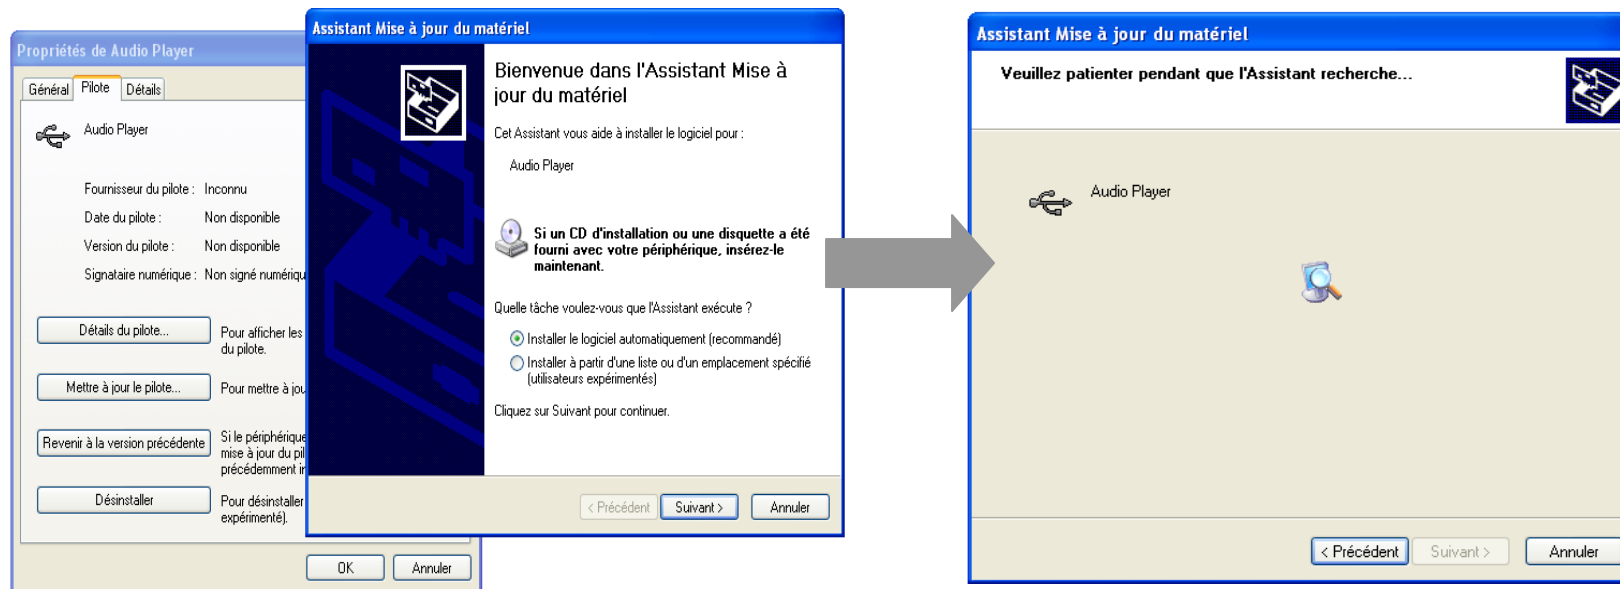 Propriétés de Audio Player
Général
Pilote
Détails
Audio Player
Fournisseur du pilote : Inconnu
Date du pilote : Non disponible
Version du pilote : Non disponible
Signataire numérique : Non signé numériqu
Détails du pilote...
Pour afficher les
du pilote.
Mettre à jour le pilote...
Pour mettre à jou
Revenir à la version précédente
Si le périphérique
mise à jour du pil
précédemment in
Désinstaller
Pour désinstaller
expérimenté).
OK
Annuler
Assistant Mise à jour du matériel
Bienvenue dans l'Assistant Mise à
jour du matériel
Cet Assistant vous aide à installer le logiciel pour :
Audio Player
Si un CD d'installation ou une disquette a été
fourni avec votre périphérique, insérez-le
maintenant.
Quelle tâche voulez-vous que l'Assistant exécute ?
Installer le logiciel automatiquement (recommandé)
Installer à partir d'une liste ou d'un emplacement spécifié
(utilisateurs expérimentés)
Cliquez sur Suivant pour continuer.
< Précédent
Suivant >
Annuler
Assistant Mise à jour du matériel
Veuillez patienter pendant que l'Assistant recherche...
Audio Player
< Précédent
Suivant >
Annuler